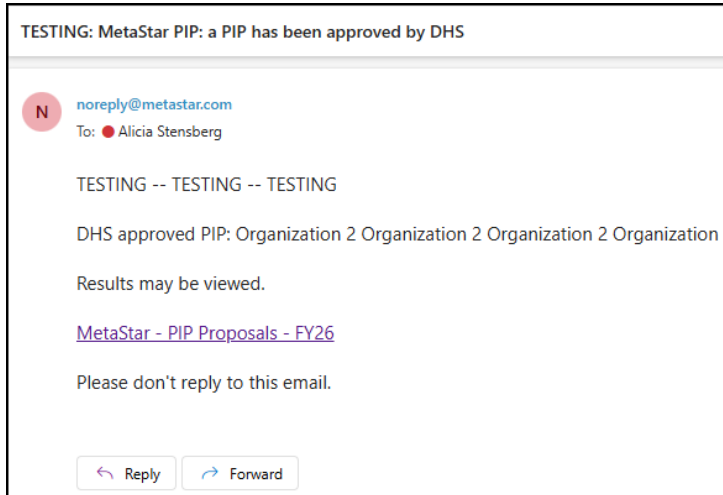 TESTING: MetaStar PIP: a PIP has been approved by DHS
N
noreply@metastar.com
To: Alicia Stensberg
TESTING -- TESTING -- TESTING
DHS approved PIP: Organization 2 Organization 2 Organization 2 Organization
Results may be viewed.
MetaStar - PIP Proposals - FY26
Please don't reply to this email.
Reply Forward